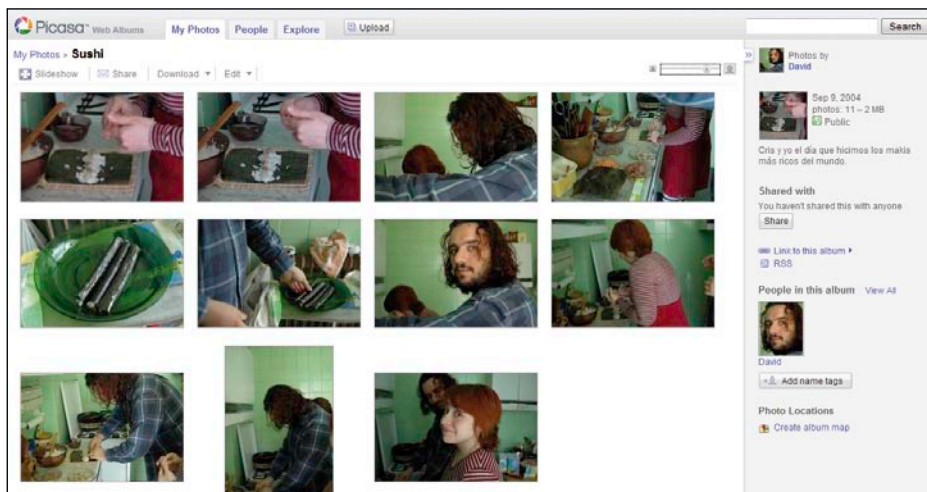 Picasa™ Web Albums My Photos People Explore Upload Search
My Photos » Sushi
Slideshow Share Download Edit
Photos by
David
Sep 9, 2004
photos: 11 – 2 MB
Public
Cris y yo el día que hicimos los makis
más ricos del mundo.
Shared with
You haven't shared this with anyone
Share
Link to this album
RSS
People in this album View All
David
Add name tags
Photo Locations
Create album map